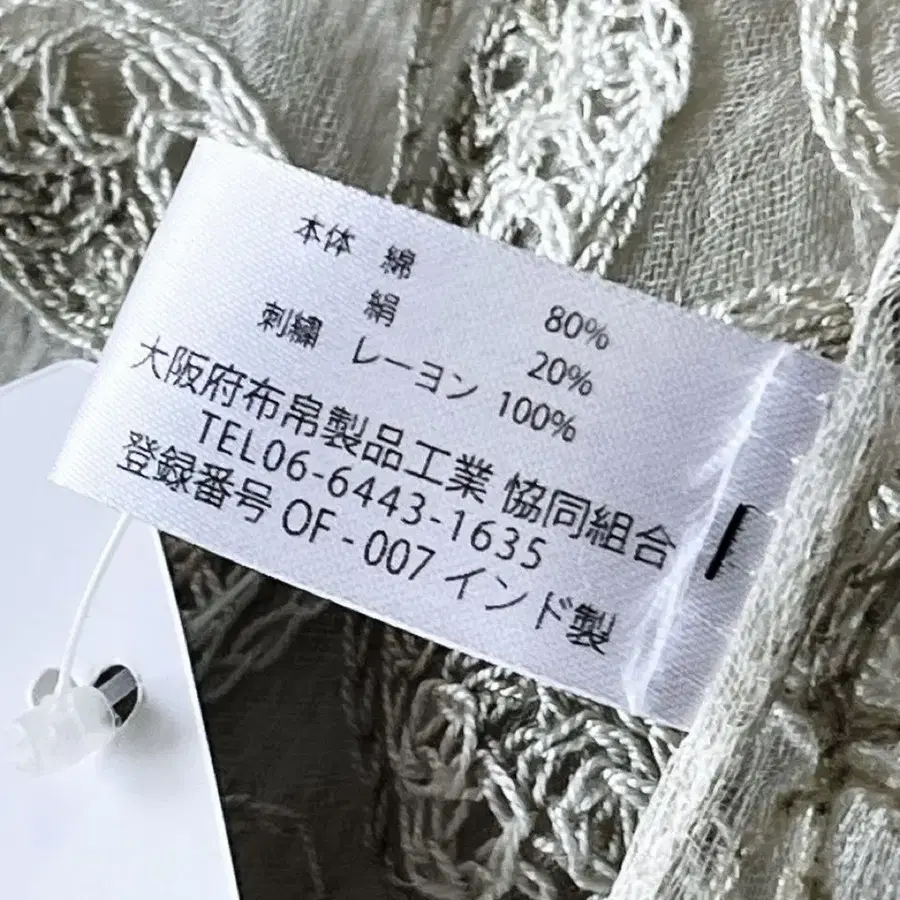 本体 綿 80%
絹 20%
刺繍 レーヨン 100%
大阪府布帛製品工業 協同組合
TEL06-6443-1635
登録番号 OF-007 インド製